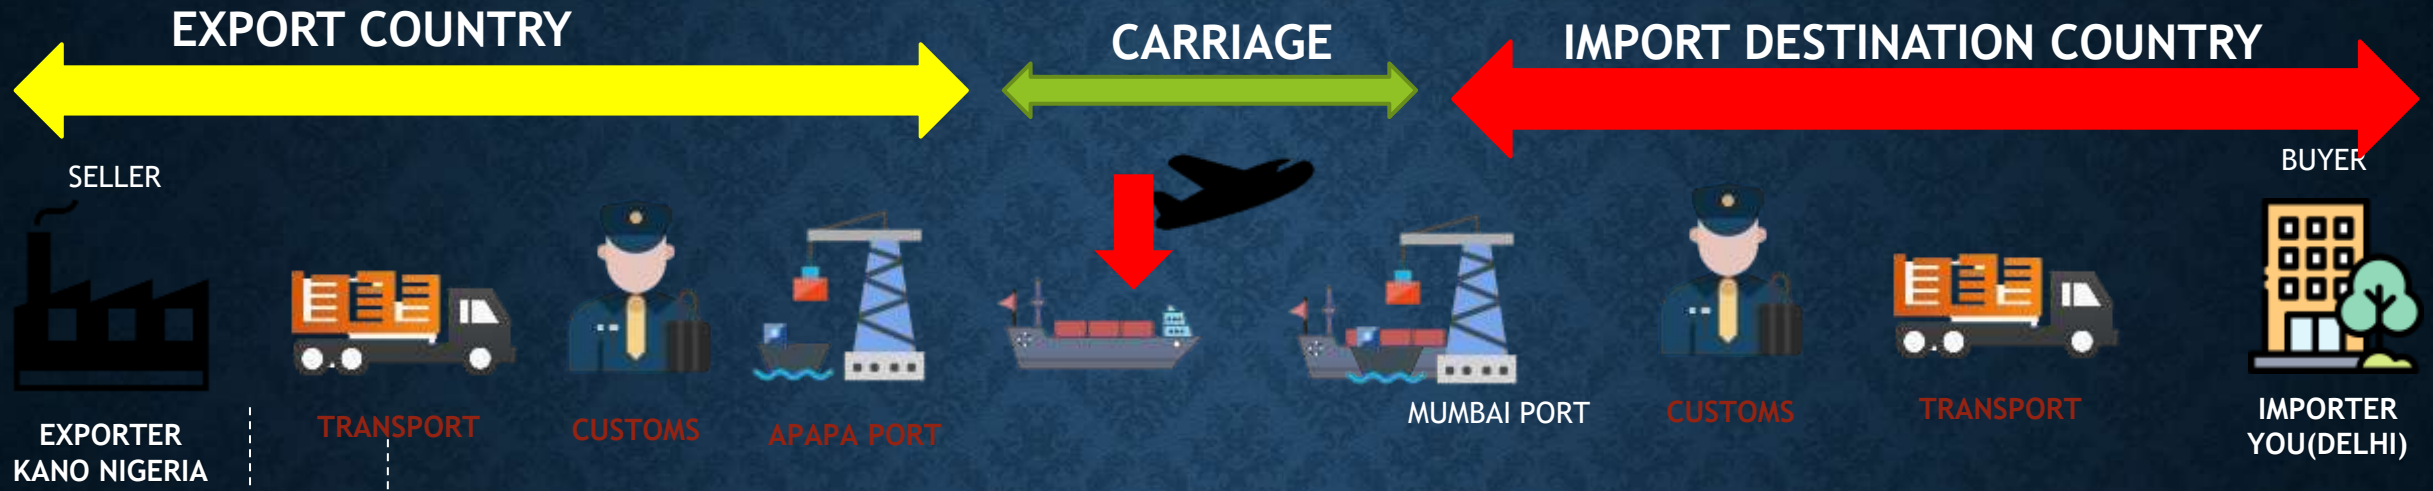 EXPORT COUNTRY
CARRIAGE
IMPORT DESTINATION COUNTRY
SELLER
BUYER
EXPORTER
KANO NIGERIA
TRANSPORT
CUSTOMS
APAPA PORT
MUMBAI PORT
CUSTOMS
TRANSPORT
IMPORTER
YOU(DELHI)